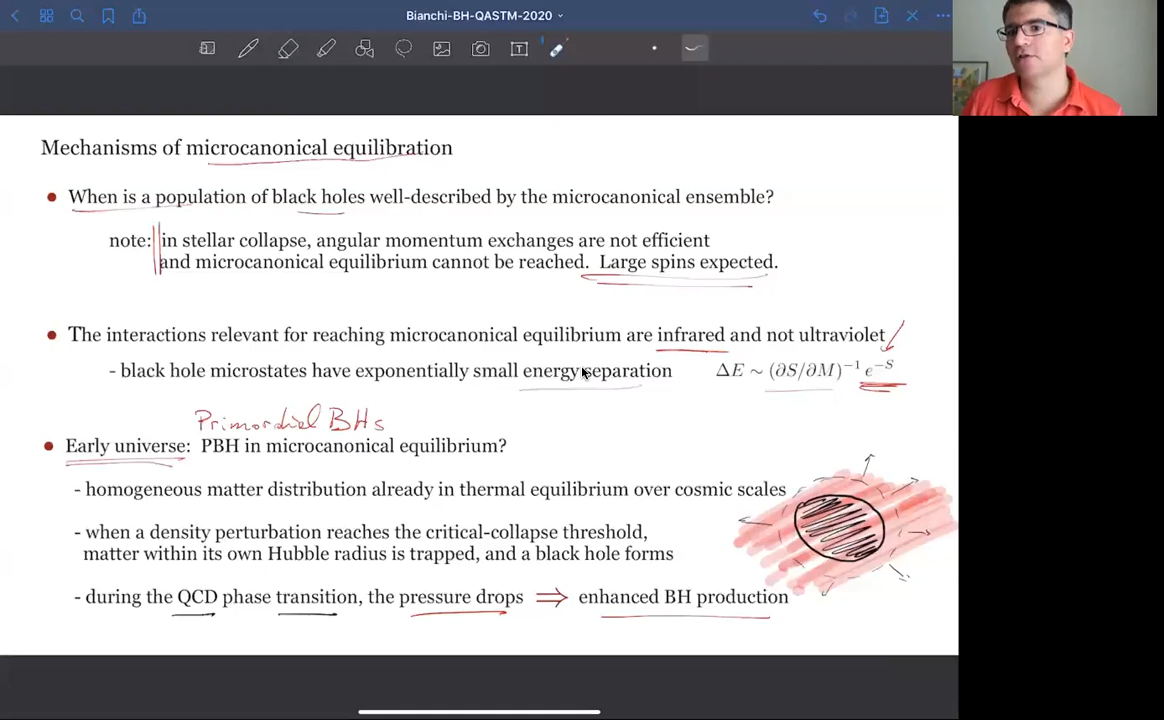 Bianchi-BH-QASTM-2020
Mechanisms of microcanonical equilibration
• When is a population of black holes well-described by the microcanonical ensemble?
note: in stellar collapse, angular momentum exchanges are not efficient
and microcanonical equilibrium cannot be reached. Large spins expected.
• The interactions relevant for reaching microcanonical equilibrium are infrared and not ultraviolet
- black hole microstates have exponentially small energy separation ΔE ~ (∂S/∂M)⁻¹ e⁻ˢ
Primordial BHs
• Early universe: PBH in microcanonical equilibrium?
- homogeneous matter distribution already in thermal equilibrium over cosmic scales
- when a density perturbation reaches the critical-collapse threshold,
matter within its own Hubble radius is trapped, and a black hole forms
- during the QCD phase transition, the pressure drops ⇒ enhanced BH production